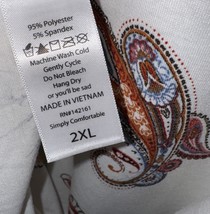 95% Polyester
5% Spandex
Machine Wash Cold
Gently Cycle
Do Not Bleach
Hang Dry
or you'll be sad
MADE IN VIETNAM
RN#142161
Simply Comfortable
2XL